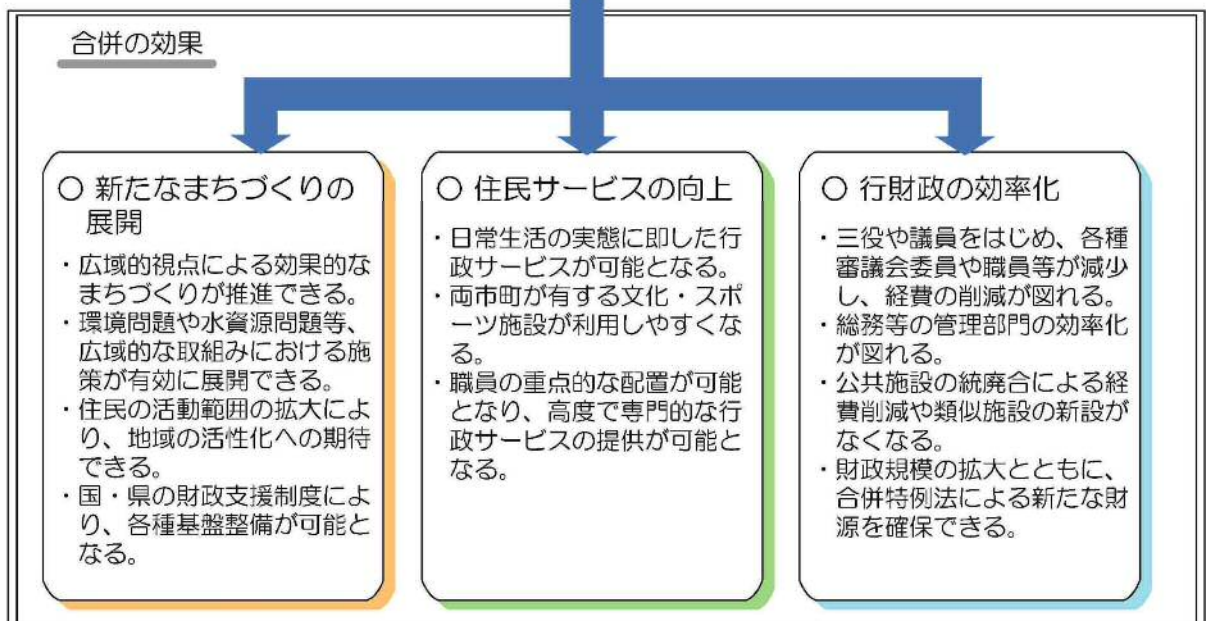 合併の効果
○ 新たなまちづくりの
展開
・広域的視点による効果的な
まちづくりが推進できる。
・環境問題や水資源問題等、
広域的な取組みにおける施
策が有効に展開できる。
・住民の活動範囲の拡大によ
り、地域の活性化への期待
できる。
・国・県の財政支援制度によ
り、各種基盤整備が可能と
なる。
○ 住民サービスの向上
・日常生活の実態に即した行
政サービスが可能となる。
・両市町が有する文化・スポ
ーツ施設が利用しやすくな
る。
・職員の重点的な配置が可能
となり、高度で専門的な行
政サービスの提供が可能と
なる。
○ 行財政の効率化
・三役や議員をはじめ、各種
審議会委員や職員等が減少
し、経費の削減が図れる。
・総務等の管理部門の効率化
が図れる。
・公共施設の統廃合による経
費削減や類似施設の新設が
なくなる。
・財政規模の拡大とともに、
合併特例法による新たな財
源を確保できる。